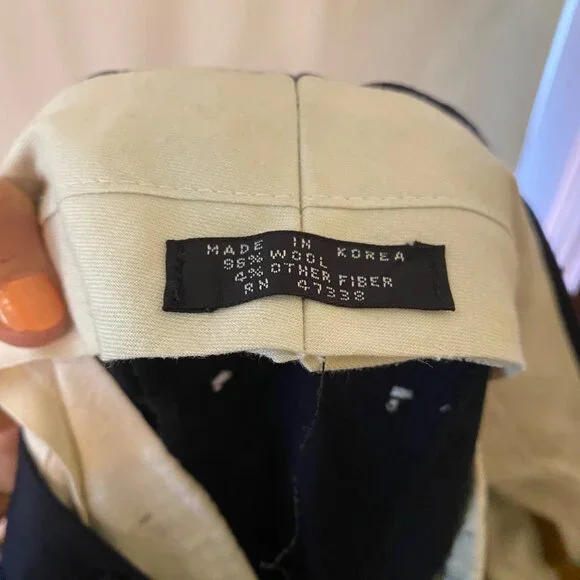 MADE IN KOREA
96% WOOL
4% OTHER FIBER
RN 47338